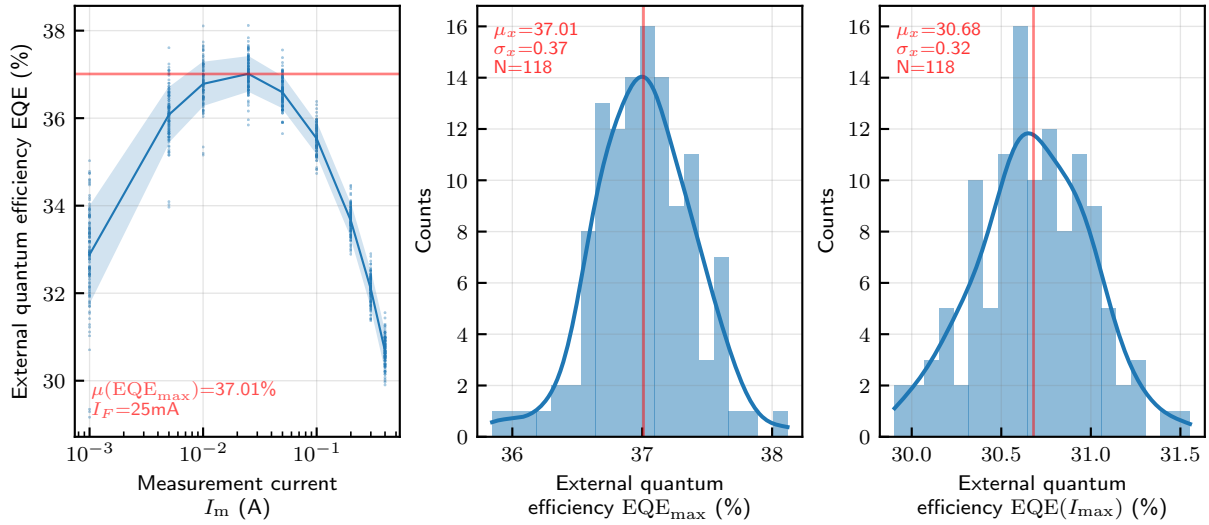 External quantum efficiency EQE (%)
38
36
34
32
30
μ(EQE_max)=37.01%
I_F=25mA
10⁻³ 10⁻² 10⁻¹
Measurement current
I_m (A)
Counts
16
14
12
10
8
6
4
2
0
μ_x=37.01
σ_x=0.37
N=118
36 37 38
External quantum
efficiency EQE_max (%)
Counts
16
14
12
10
8
6
4
2
0
μ_x=30.68
σ_x=0.32
N=118
30.0 30.5 31.0 31.5
External quantum
efficiency EQE(I_max) (%)